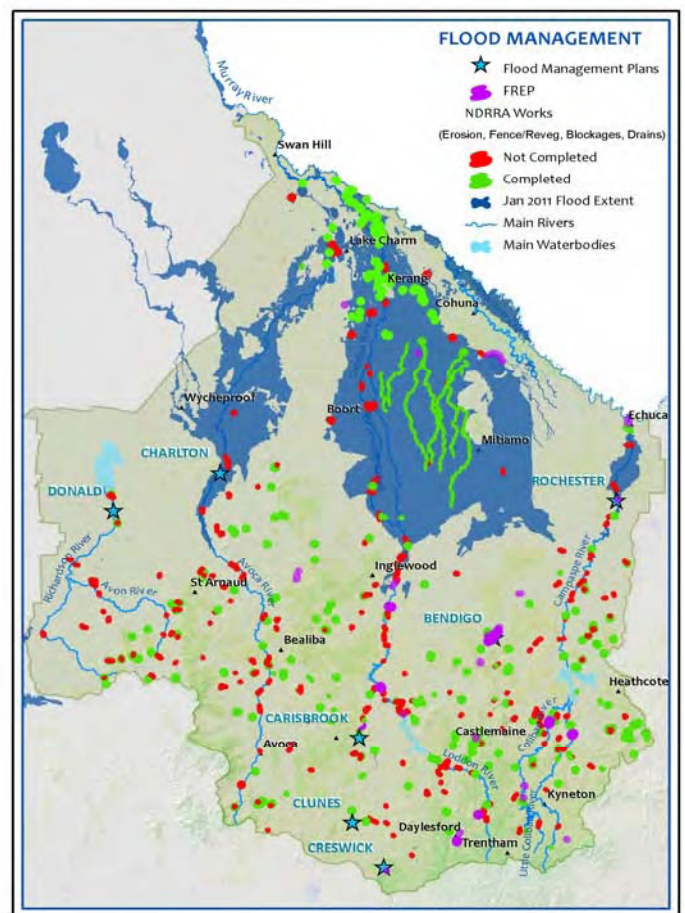 FLOOD MANAGEMENT
Flood Management Plans
FREP
NDRRA Works
(Erosion, Fence/Reveg, Blockages, Drains)
Not Completed
Completed
Jan 2011 Flood Extent
Main Rivers
Main Waterbodies
Murray River
Swan Hill
Lake Charm
Kerang
Cohuna
Wycheproof
Boort
Mitiamo
Echuca
CHARLTON
ROCHESTER
DONALD
Richardson River
Avon River
St Arnaud
Avoca River
Inglewood
Campaspe River
BENDIGO
Bealiba
Heathcote
CARISBROOK
Avoca
Castlemaine
Coliban River
Loddon River
CLUNES
Kyneton
Little Coliban River
Daylesford
CRESWICK
Trentham